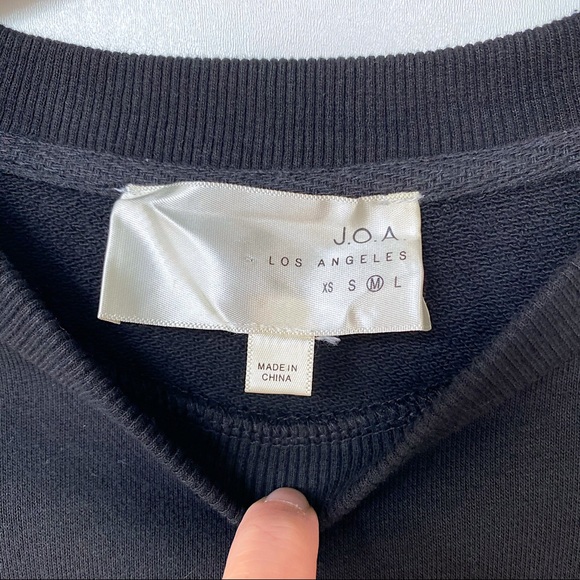 J.O.A.
LOS ANGELES
XS S M L
MADE IN
CHINA